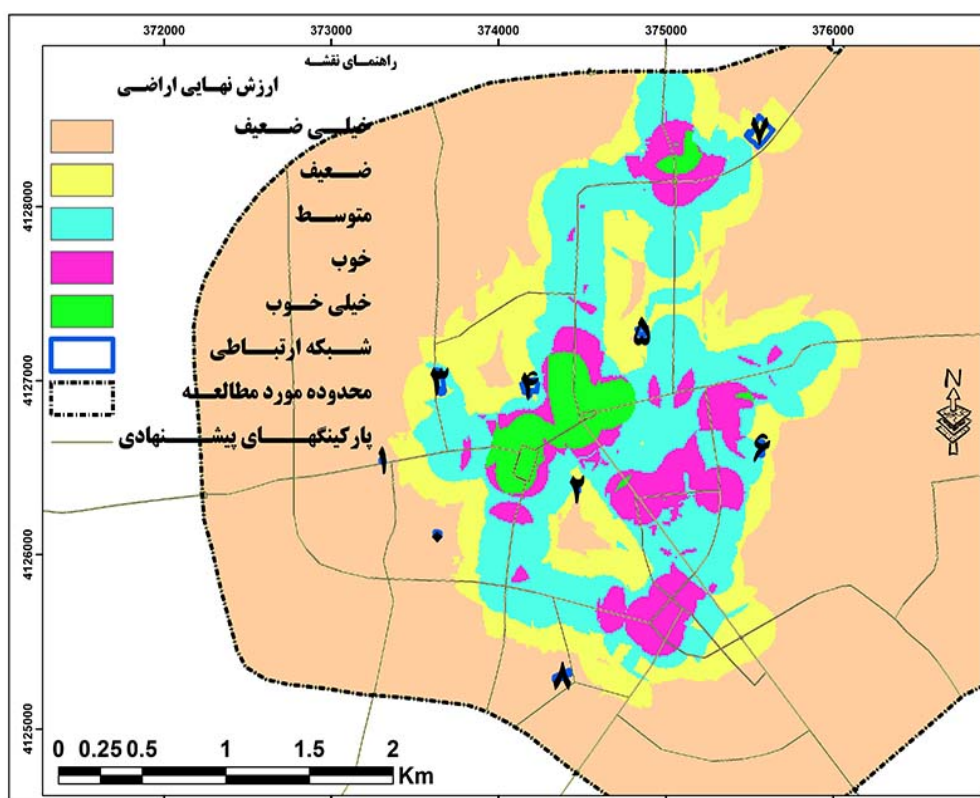 372000 373000 374000 375000 376000
راهنمای نقشه
ارزش نهایی اراضی
خیلی ضعیف
ضعیف
متوسط
خوب
خیلی خوب
شبکه ارتباطی
محدوده مورد مطالعه
پارکینگهای پیشنهادی
4128000
4127000
4126000
4125000
۷
۵
۳
۴
۶
۱
۲
۸
0 0.25 0.5 1 1.5 2
Km
N